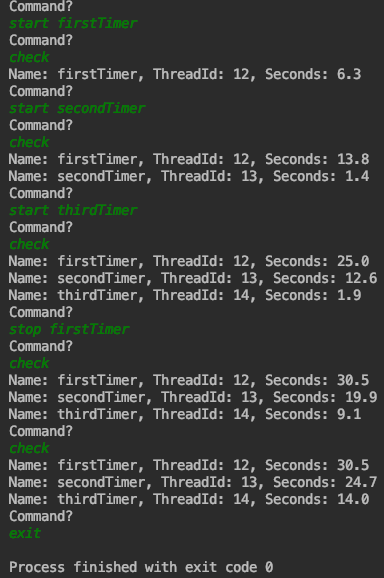 Command?
start firstTimer
Command?
check
Name: firstTimer, ThreadId: 12, Seconds: 6.3
Command?
start secondTimer
Command?
check
Name: firstTimer, ThreadId: 12, Seconds: 13.8
Name: secondTimer, ThreadId: 13, Seconds: 1.4
Command?
start thirdTimer
Command?
check
Name: firstTimer, ThreadId: 12, Seconds: 25.0
Name: secondTimer, ThreadId: 13, Seconds: 12.6
Name: thirdTimer, ThreadId: 14, Seconds: 1.9
Command?
stop firstTimer
Command?
check
Name: firstTimer, ThreadId: 12, Seconds: 30.5
Name: secondTimer, ThreadId: 13, Seconds: 19.9
Name: thirdTimer, ThreadId: 14, Seconds: 9.1
Command?
check
Name: firstTimer, ThreadId: 12, Seconds: 30.5
Name: secondTimer, ThreadId: 13, Seconds: 24.7
Name: thirdTimer, ThreadId: 14, Seconds: 14.0
Command?
exit
Process finished with exit code 0